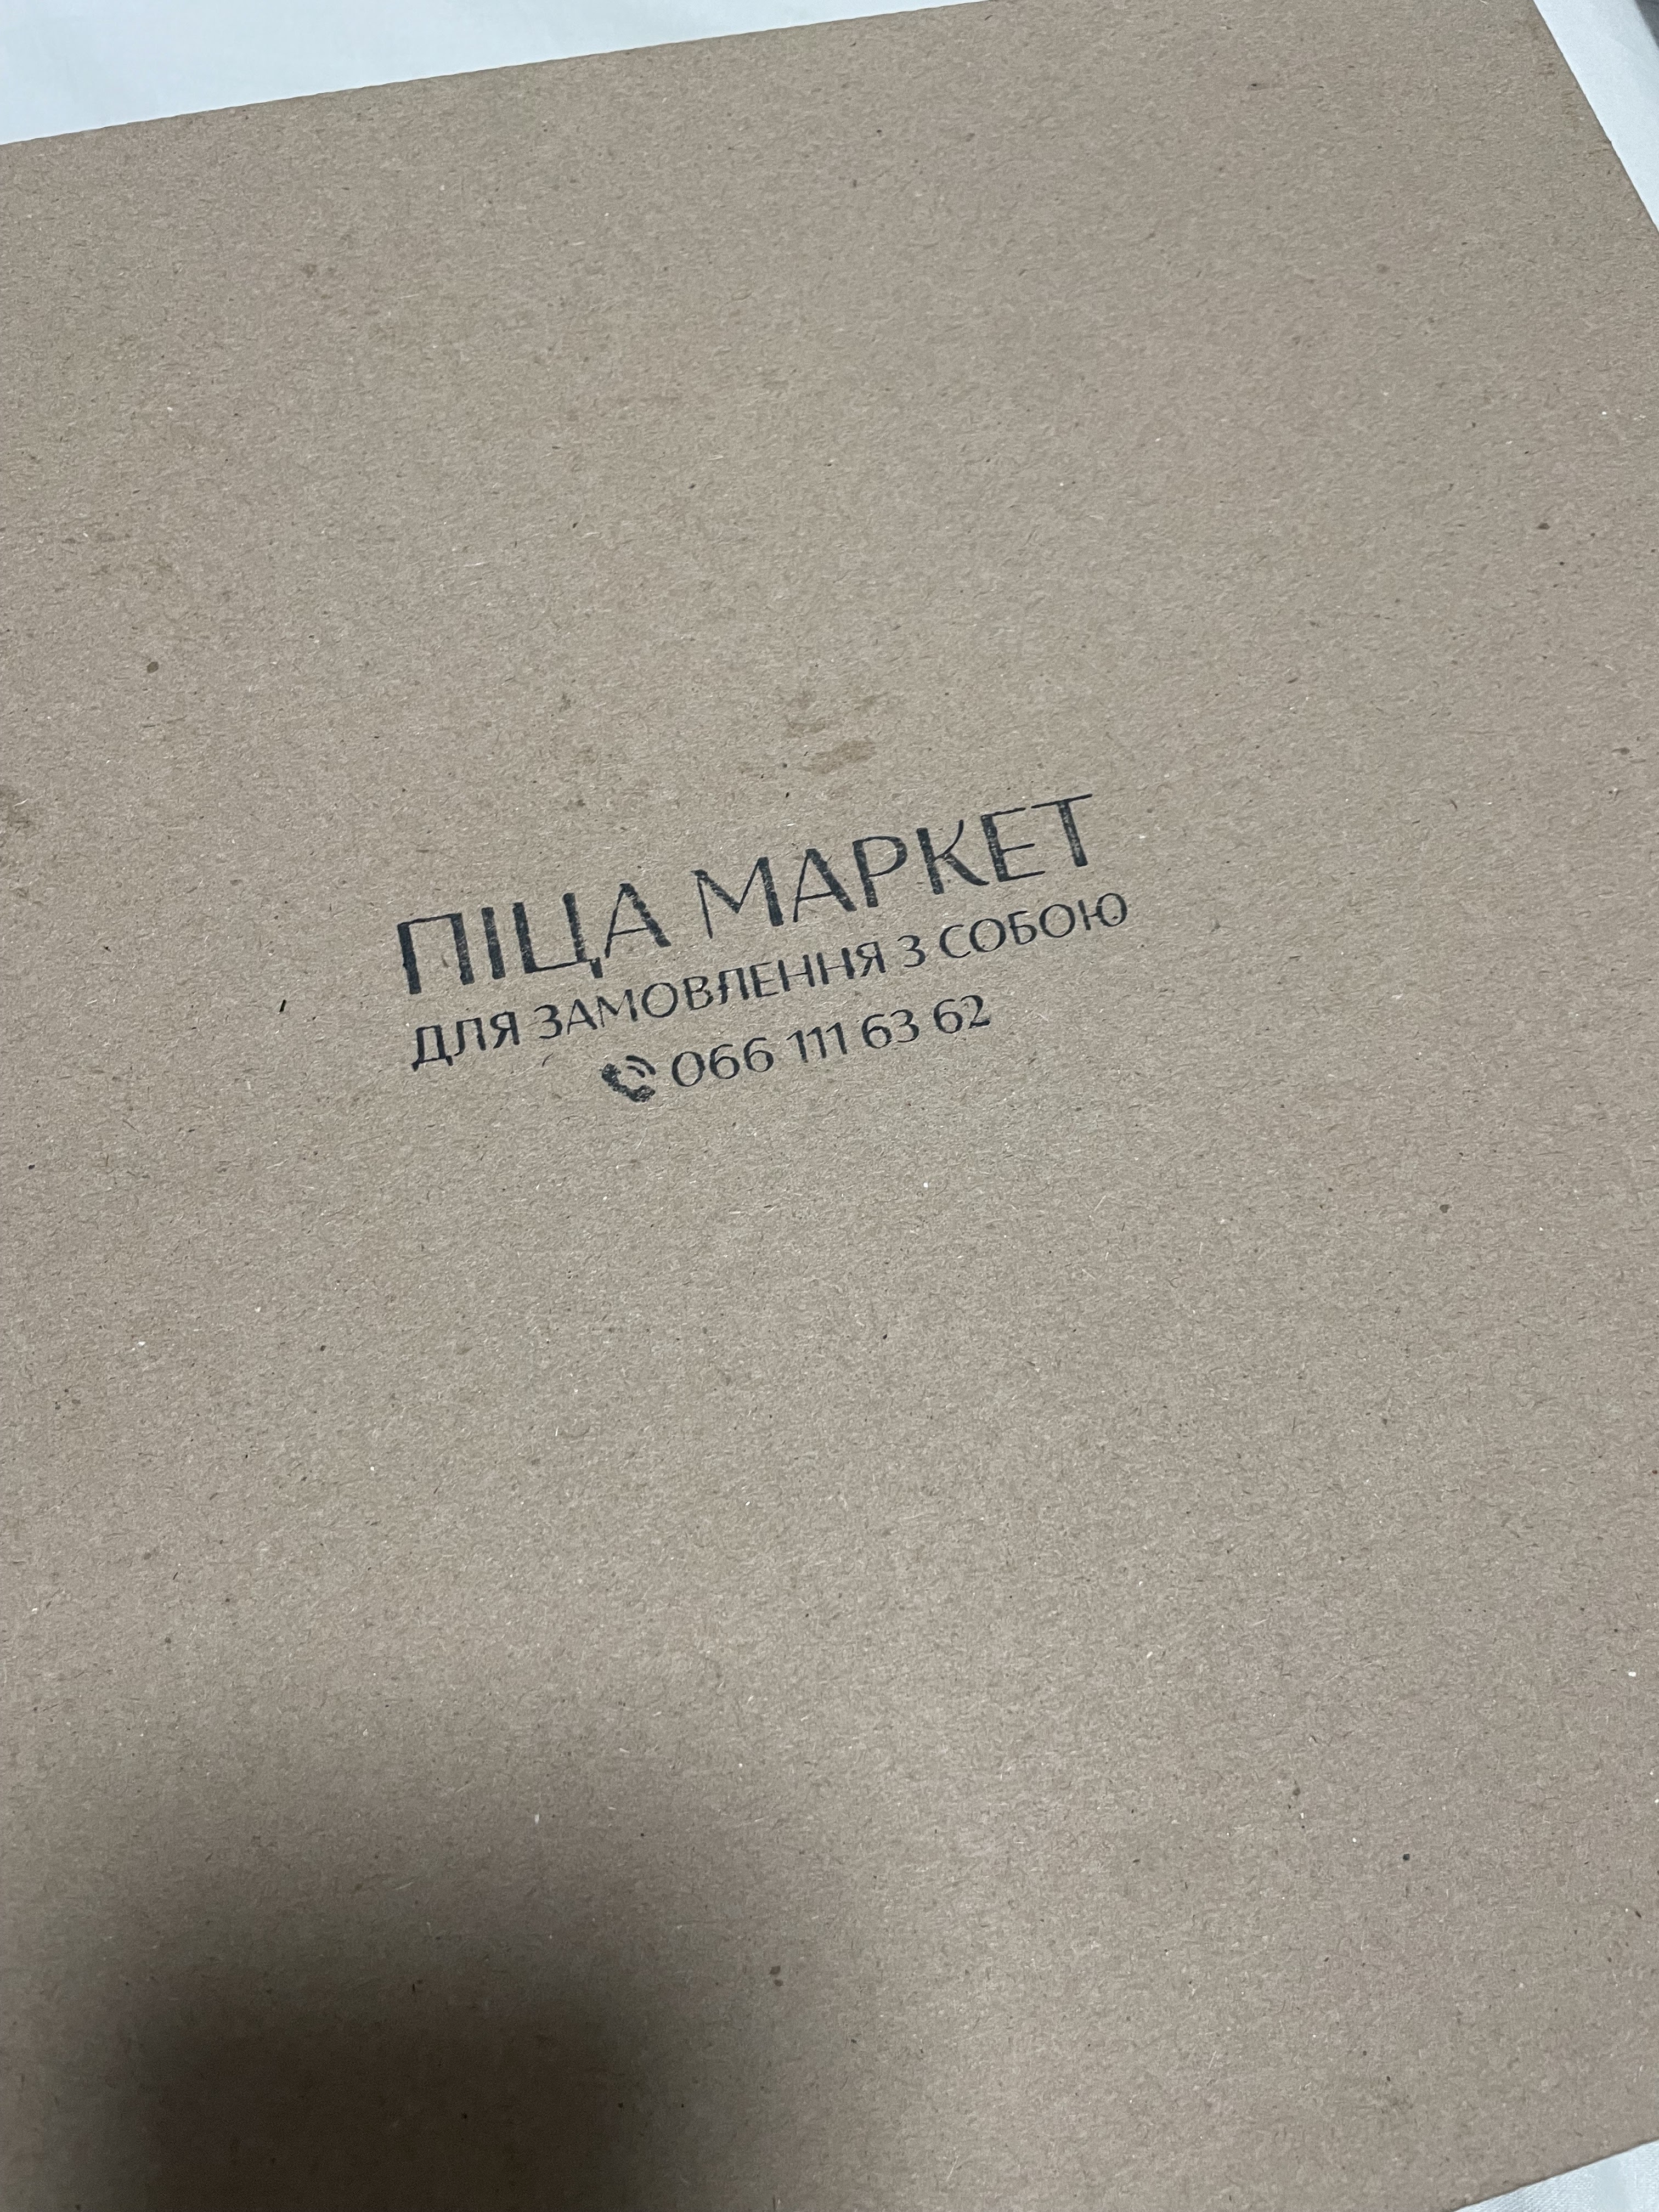 ПІЦА МАРКЕТ
ДЛЯ ЗАМОВЛЕННЯ З СОБОЮ
066 111 63 62